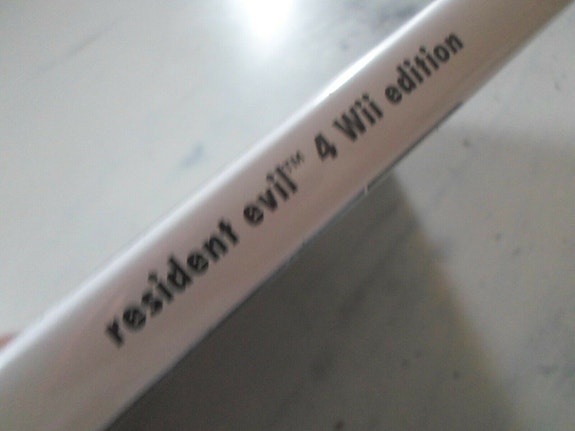 resident evil™ 4 Wii edition